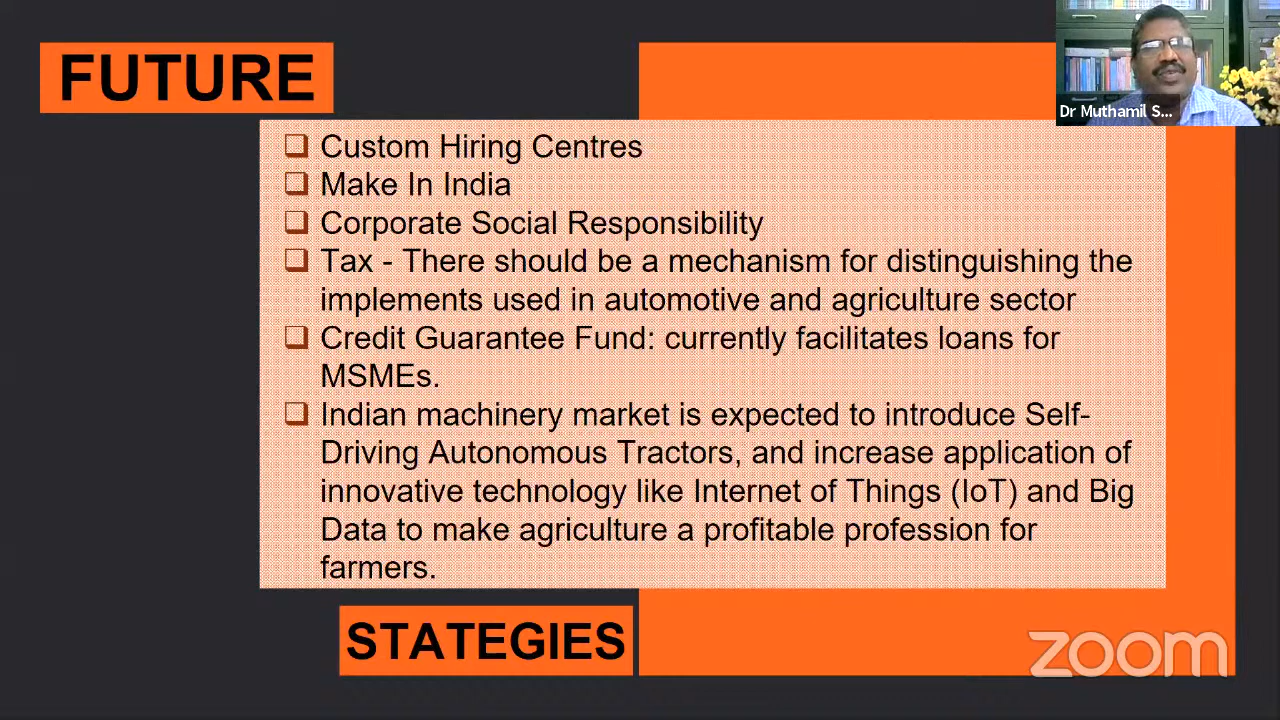 FUTURE
Dr Muthamil S...
Custom Hiring Centres
Make In India
Corporate Social Responsibility
Tax - There should be a mechanism for distinguishing the
implements used in automotive and agriculture sector
Credit Guarantee Fund: currently facilitates loans for
MSMEs.
Indian machinery market is expected to introduce Self-
Driving Autonomous Tractors, and increase application of
innovative technology like Internet of Things (IoT) and Big
Data to make agriculture a profitable profession for
farmers.
STATEGIES
zoom